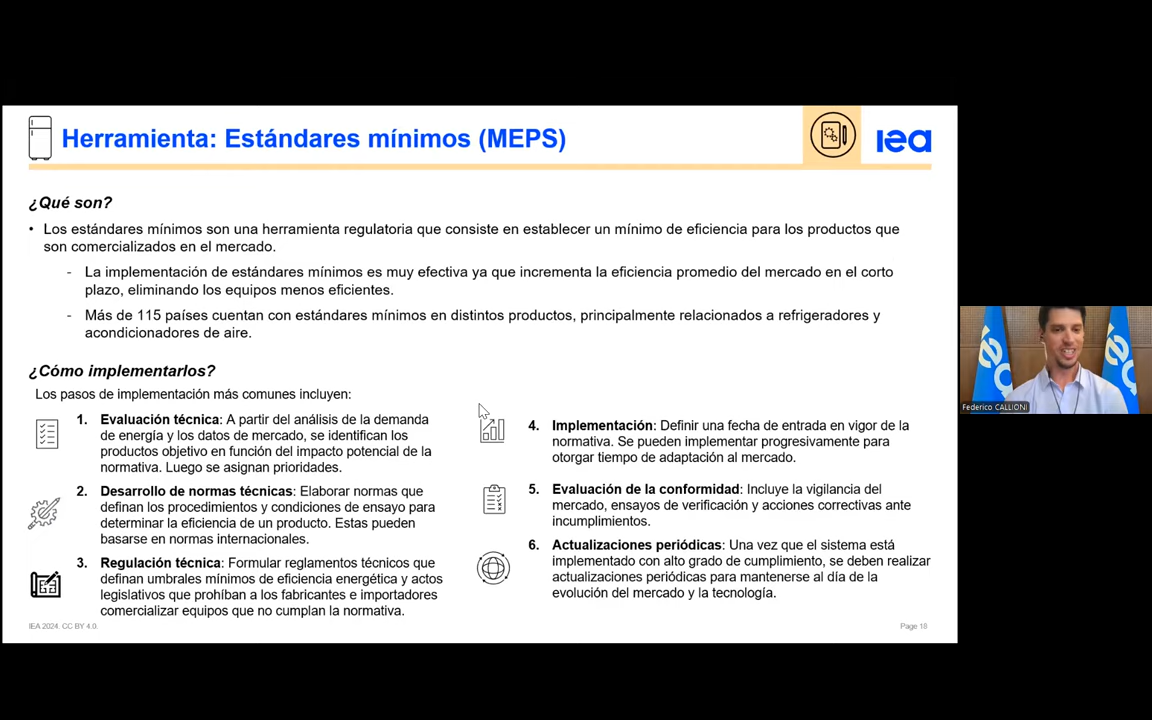 Herramienta: Estándares mínimos (MEPS)
iea
¿Qué son?
• Los estándares mínimos son una herramienta regulatoria que consiste en establecer un mínimo de eficiencia para los productos que
son comercializados en el mercado.
- La implementación de estándares mínimos es muy efectiva ya que incrementa la eficiencia promedio del mercado en el corto
plazo, eliminando los equipos menos eficientes.
- Más de 115 países cuentan con estándares mínimos en distintos productos, principalmente relacionados a refrigeradores y
acondicionadores de aire.
¿Cómo implementarlos?
Los pasos de implementación más comunes incluyen:
1. Evaluación técnica: A partir del análisis de la demanda
de energía y los datos de mercado, se identifican los
productos objetivo en función del impacto potencial de la
normativa. Luego se asignan prioridades.
2. Desarrollo de normas técnicas: Elaborar normas que
definan los procedimientos y condiciones de ensayo para
determinar la eficiencia de un producto. Estas pueden
basarse en normas internacionales.
3. Regulación técnica: Formular reglamentos técnicos que
definan umbrales mínimos de eficiencia energética y actos
legislativos que prohíban a los fabricantes e importadores
comercializar equipos que no cumplan la normativa.
4. Implementación: Definir una fecha de entrada en vigor de la
normativa. Se pueden implementar progresivamente para
otorgar tiempo de adaptación al mercado.
5. Evaluación de la conformidad: Incluye la vigilancia del
mercado, ensayos de verificación y acciones correctivas ante
incumplimientos.
6. Actualizaciones periódicas: Una vez que el sistema está
implementado con alto grado de cumplimiento, se deben realizar
actualizaciones periódicas para mantenerse al día de la
evolución del mercado y la tecnología.
IEA 2024. CC BY 4.0.
Page 18
Federico CALLIONI